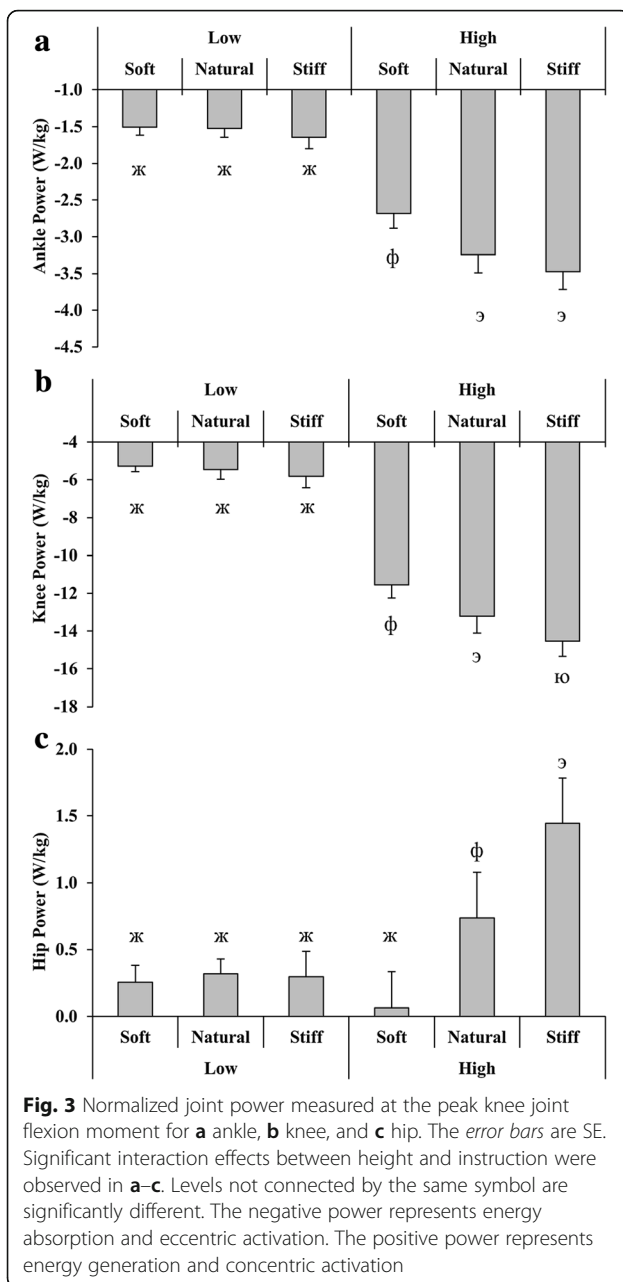 a
Low High
Soft Natural Stiff Soft Natural Stiff
Ankle Power (W/kg)
-1.0
-1.5
-2.0
-2.5
-3.0
-3.5
-4.0
-4.5
ж ж ж ф э э
b
Low High
Soft Natural Stiff Soft Natural Stiff
Knee Power (W/kg)
-4
-6
-8
-10
-12
-14
-16
-18
ж ж ж ф э ю
c
Hip Power (W/kg)
2.0
1.5
1.0
0.5
0.0
ж ж ж ж ф э
Soft Natural Stiff Soft Natural Stiff
Low High
Fig. 3 Normalized joint power measured at the peak knee joint
flexion moment for a ankle, b knee, and c hip. The error bars are SE.
Significant interaction effects between height and instruction were
observed in a–c. Levels not connected by the same symbol are
significantly different. The negative power represents energy
absorption and eccentric activation. The positive power represents
energy generation and concentric activation